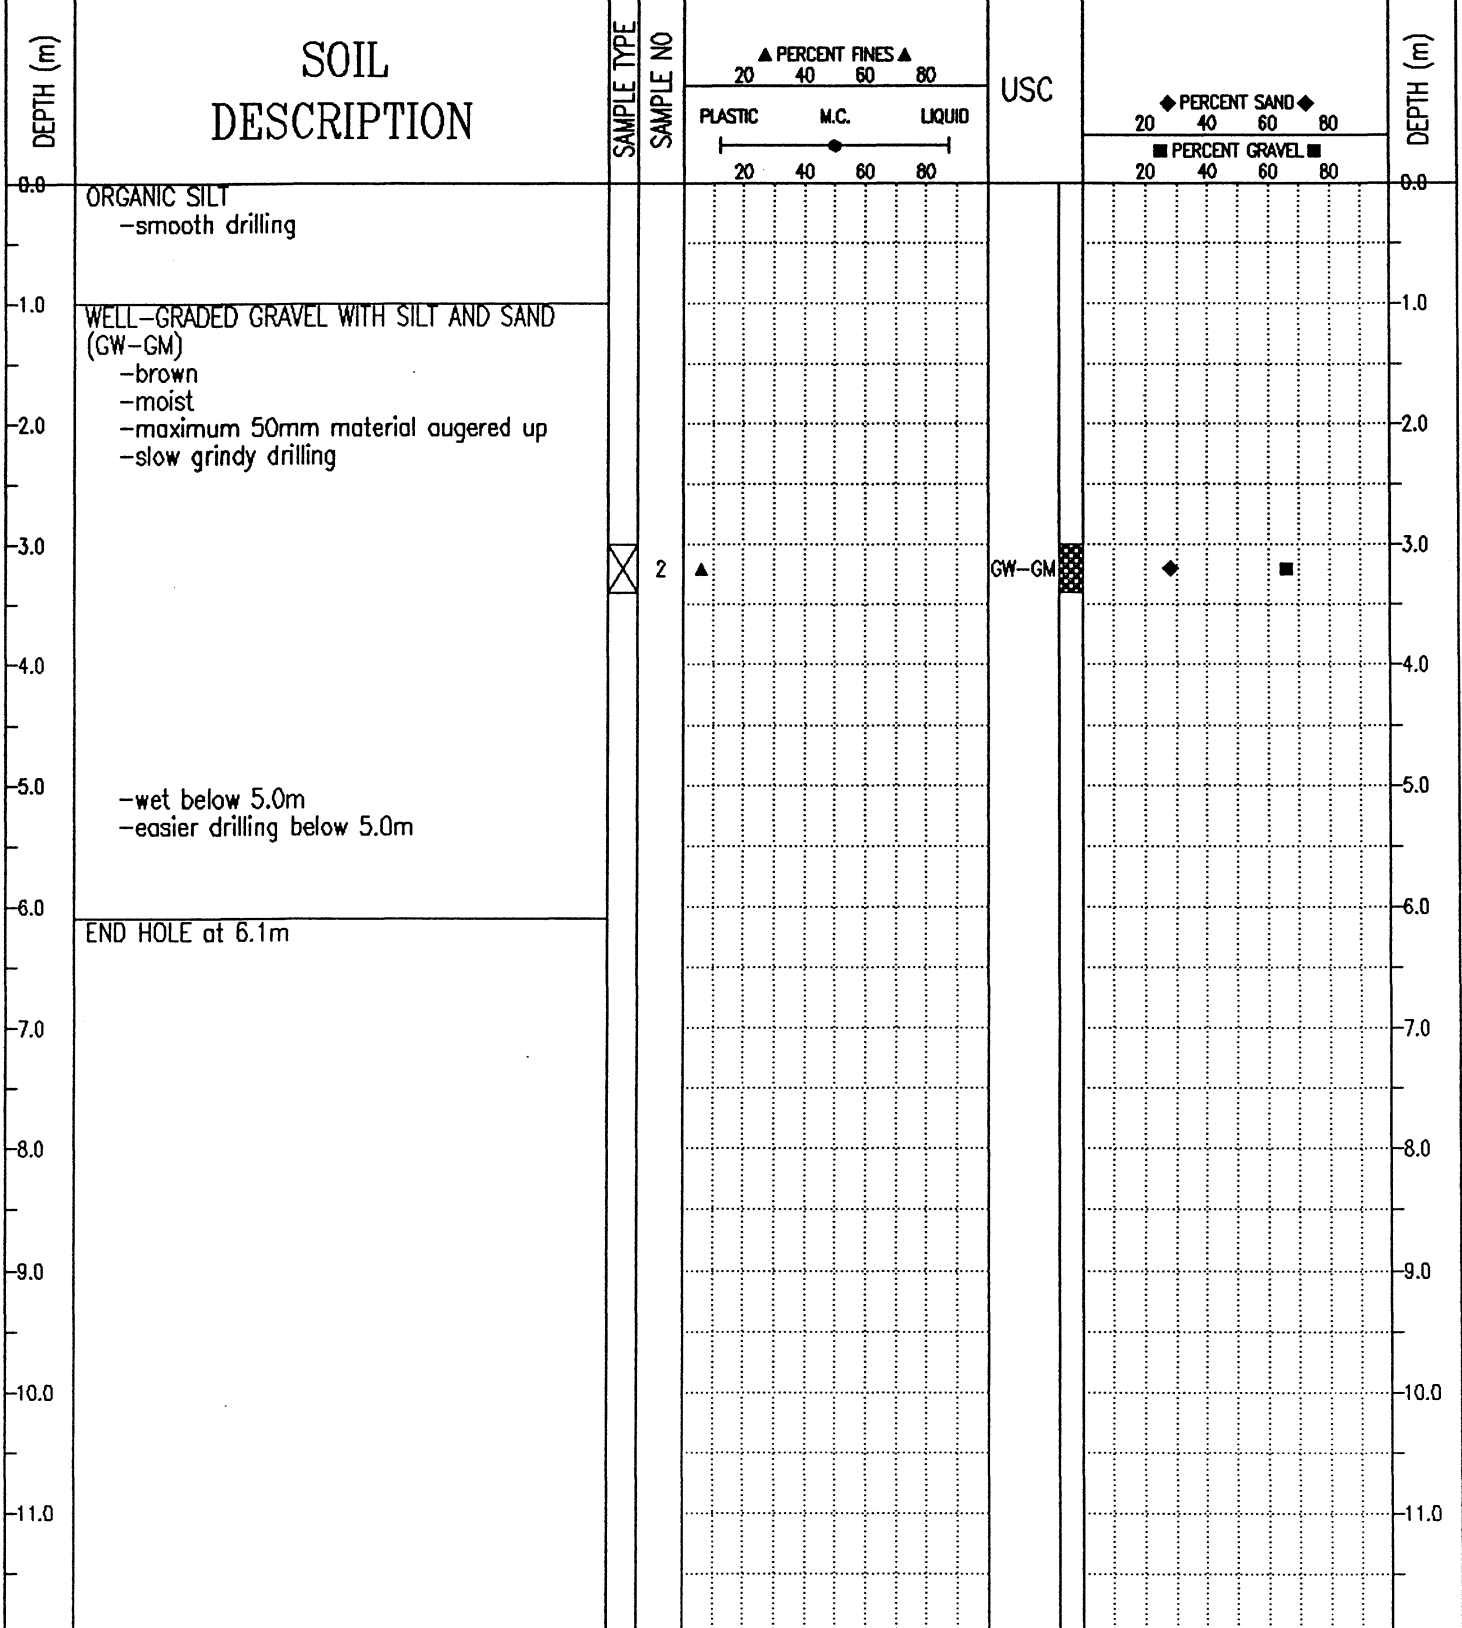 DEPTH (m)
SOIL
DESCRIPTION
SAMPLE TYPE
SAMPLE NO
▲ PERCENT FINES ▲
20 40 60 80
PLASTIC M.C. LIQUID
20 40 60 80
USC
◆ PERCENT SAND ◆
20 40 60 80
■ PERCENT GRAVEL ■
20 40 60 80
DEPTH (m)
0.0 0.0
ORGANIC SILT
-smooth drilling
1.0 1.0
WELL-GRADED GRAVEL WITH SILT AND SAND
(GW-GM)
-brown
-moist
2.0 -maximum 50mm material augered up 2.0
-slow grindy drilling
3.0 3.0
2 GW-GM
4.0 4.0
5.0 5.0
-wet below 5.0m
-easier drilling below 5.0m
6.0 6.0
END HOLE at 6.1m
7.0 7.0
8.0 8.0
9.0 9.0
10.0 10.0
11.0 11.0